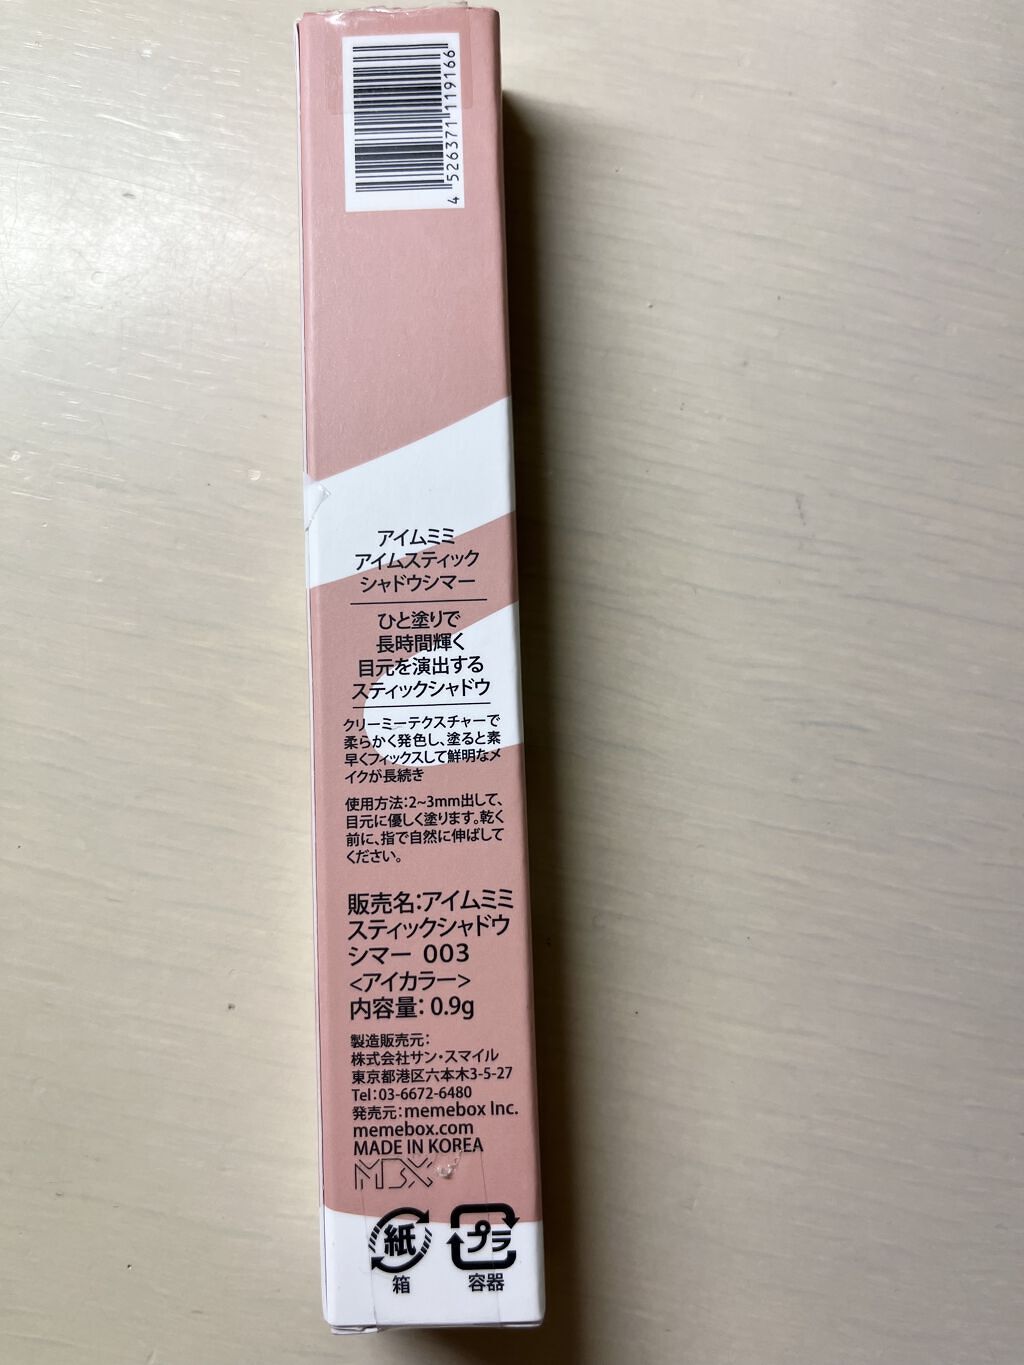 4 526371 119166
アイムミミ
アイムスティック
シャドウシマー
ひと塗りで
長時間輝く
目元を演出する
スティックシャドウ
クリーミーテクスチャーで
柔らかく発色し、塗ると素
早くフィックスして鮮明なメ
イクが長続き
使用方法:2~3mm出して、
目元に優しく塗ります。乾く
前に、指で自然に伸ばして
ください。
販売名:アイムミミ
スティックシャドウ
シマー 003
<アイカラー>
内容量: 0.9g
製造販売元:
株式会社サン・スマイル
東京都港区六本木3-5-27
Tel:03-6672-6480
発売元:memebox Inc.
memebox.com
MADE IN KOREA
MBX
紙 プラ
箱 容器